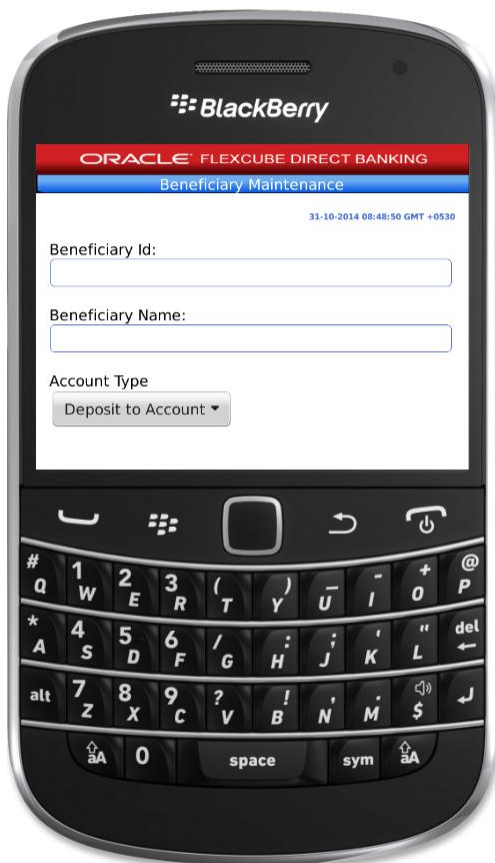 BlackBerry
ORACLE FLEXCUBE DIRECT BANKING
Beneficiary Maintenance
31-10-2014 08:48:50 GMT +0530
Beneficiary Id:
Beneficiary Name:
Account Type
Deposit to Account
# 1 2 3 ( ) _ - + @
Q W E R T Y U I O P
* 4 5 6 / : ; ' " del
A S D F G H J K L
alt 7 8 9 ? ! , .
Z X C V B N M $
aA 0 space sym aA